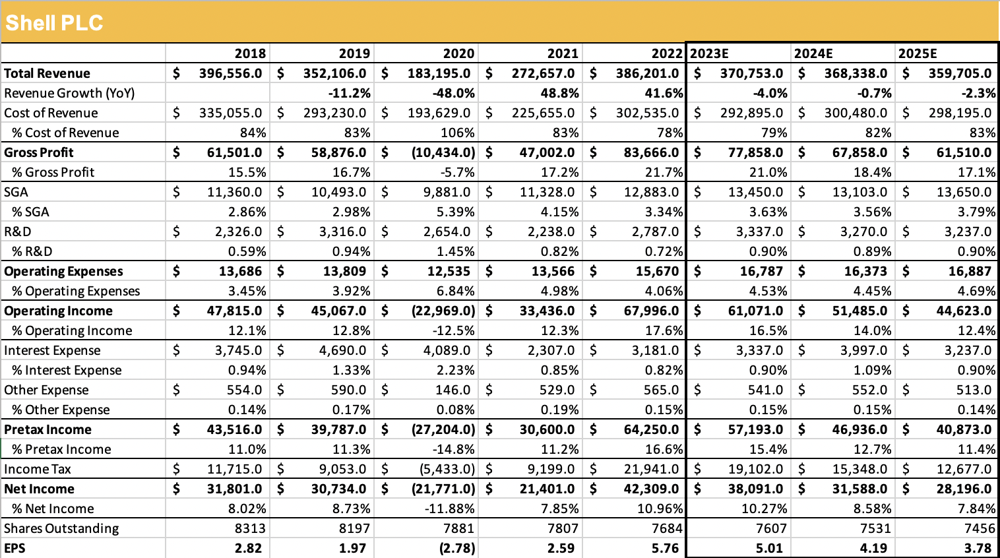 Shell PLC
2018 2019 2020 2021 2022 2023E 2024E 2025E
Total Revenue $ 396,556.0 $ 352,106.0 $ 183,195.0 $ 272,657.0 $ 386,201.0 $ 370,753.0 $ 368,338.0 $ 359,705.0
Revenue Growth (YoY) -11.2% -48.0% 48.8% 41.6% -4.0% -0.7% -2.3%
Cost of Revenue $ 335,055.0 $ 293,230.0 $ 193,629.0 $ 225,655.0 $ 302,535.0 $ 292,895.0 $ 300,480.0 $ 298,195.0
% Cost of Revenue 84% 83% 106% 83% 78% 79% 82% 83%
Gross Profit $ 61,501.0 $ 58,876.0 $ (10,434.0) $ 47,002.0 $ 83,666.0 $ 77,858.0 $ 67,858.0 $ 61,510.0
% Gross Profit 15.5% 16.7% -5.7% 17.2% 21.7% 21.0% 18.4% 17.1%
SGA $ 11,360.0 $ 10,493.0 $ 9,881.0 $ 11,328.0 $ 12,883.0 $ 13,450.0 $ 13,103.0 $ 13,650.0
% SGA 2.86% 2.98% 5.39% 4.15% 3.34% 3.63% 3.56% 3.79%
R&D $ 2,326.0 $ 3,316.0 $ 2,654.0 $ 2,238.0 $ 2,787.0 $ 3,337.0 $ 3,270.0 $ 3,237.0
% R&D 0.59% 0.94% 1.45% 0.82% 0.72% 0.90% 0.89% 0.90%
Operating Expenses $ 13,686 $ 13,809 $ 12,535 $ 13,566 $ 15,670 $ 16,787 $ 16,373 $ 16,887
% Operating Expenses 3.45% 3.92% 6.84% 4.98% 4.06% 4.53% 4.45% 4.69%
Operating Income $ 47,815.0 $ 45,067.0 $ (22,969.0) $ 33,436.0 $ 67,996.0 $ 61,071.0 $ 51,485.0 $ 44,623.0
% Operating Income 12.1% 12.8% -12.5% 12.3% 17.6% 16.5% 14.0% 12.4%
Interest Expense $ 3,745.0 $ 4,690.0 $ 4,089.0 $ 2,307.0 $ 3,181.0 $ 3,337.0 $ 3,997.0 $ 3,237.0
% Interest Expense 0.94% 1.33% 2.23% 0.85% 0.82% 0.90% 1.09% 0.90%
Other Expense $ 554.0 $ 590.0 $ 146.0 $ 529.0 $ 565.0 $ 541.0 $ 552.0 $ 513.0
% Other Expense 0.14% 0.17% 0.08% 0.19% 0.15% 0.15% 0.15% 0.14%
Pretax Income $ 43,516.0 $ 39,787.0 $ (27,204.0) $ 30,600.0 $ 64,250.0 $ 57,193.0 $ 46,936.0 $ 40,873.0
% Pretax Income 11.0% 11.3% -14.8% 11.2% 16.6% 15.4% 12.7% 11.4%
Income Tax $ 11,715.0 $ 9,053.0 $ (5,433.0) $ 9,199.0 $ 21,941.0 $ 19,102.0 $ 15,348.0 $ 12,677.0
Net Income $ 31,801.0 $ 30,734.0 $ (21,771.0) $ 21,401.0 $ 42,309.0 $ 38,091.0 $ 31,588.0 $ 28,196.0
% Net Income 8.02% 8.73% -11.88% 7.85% 10.96% 10.27% 8.58% 7.84%
Shares Outstanding 8313 8197 7881 7807 7684 7607 7531 7456
EPS 2.82 1.97 (2.78) 2.59 5.76 5.01 4.19 3.78